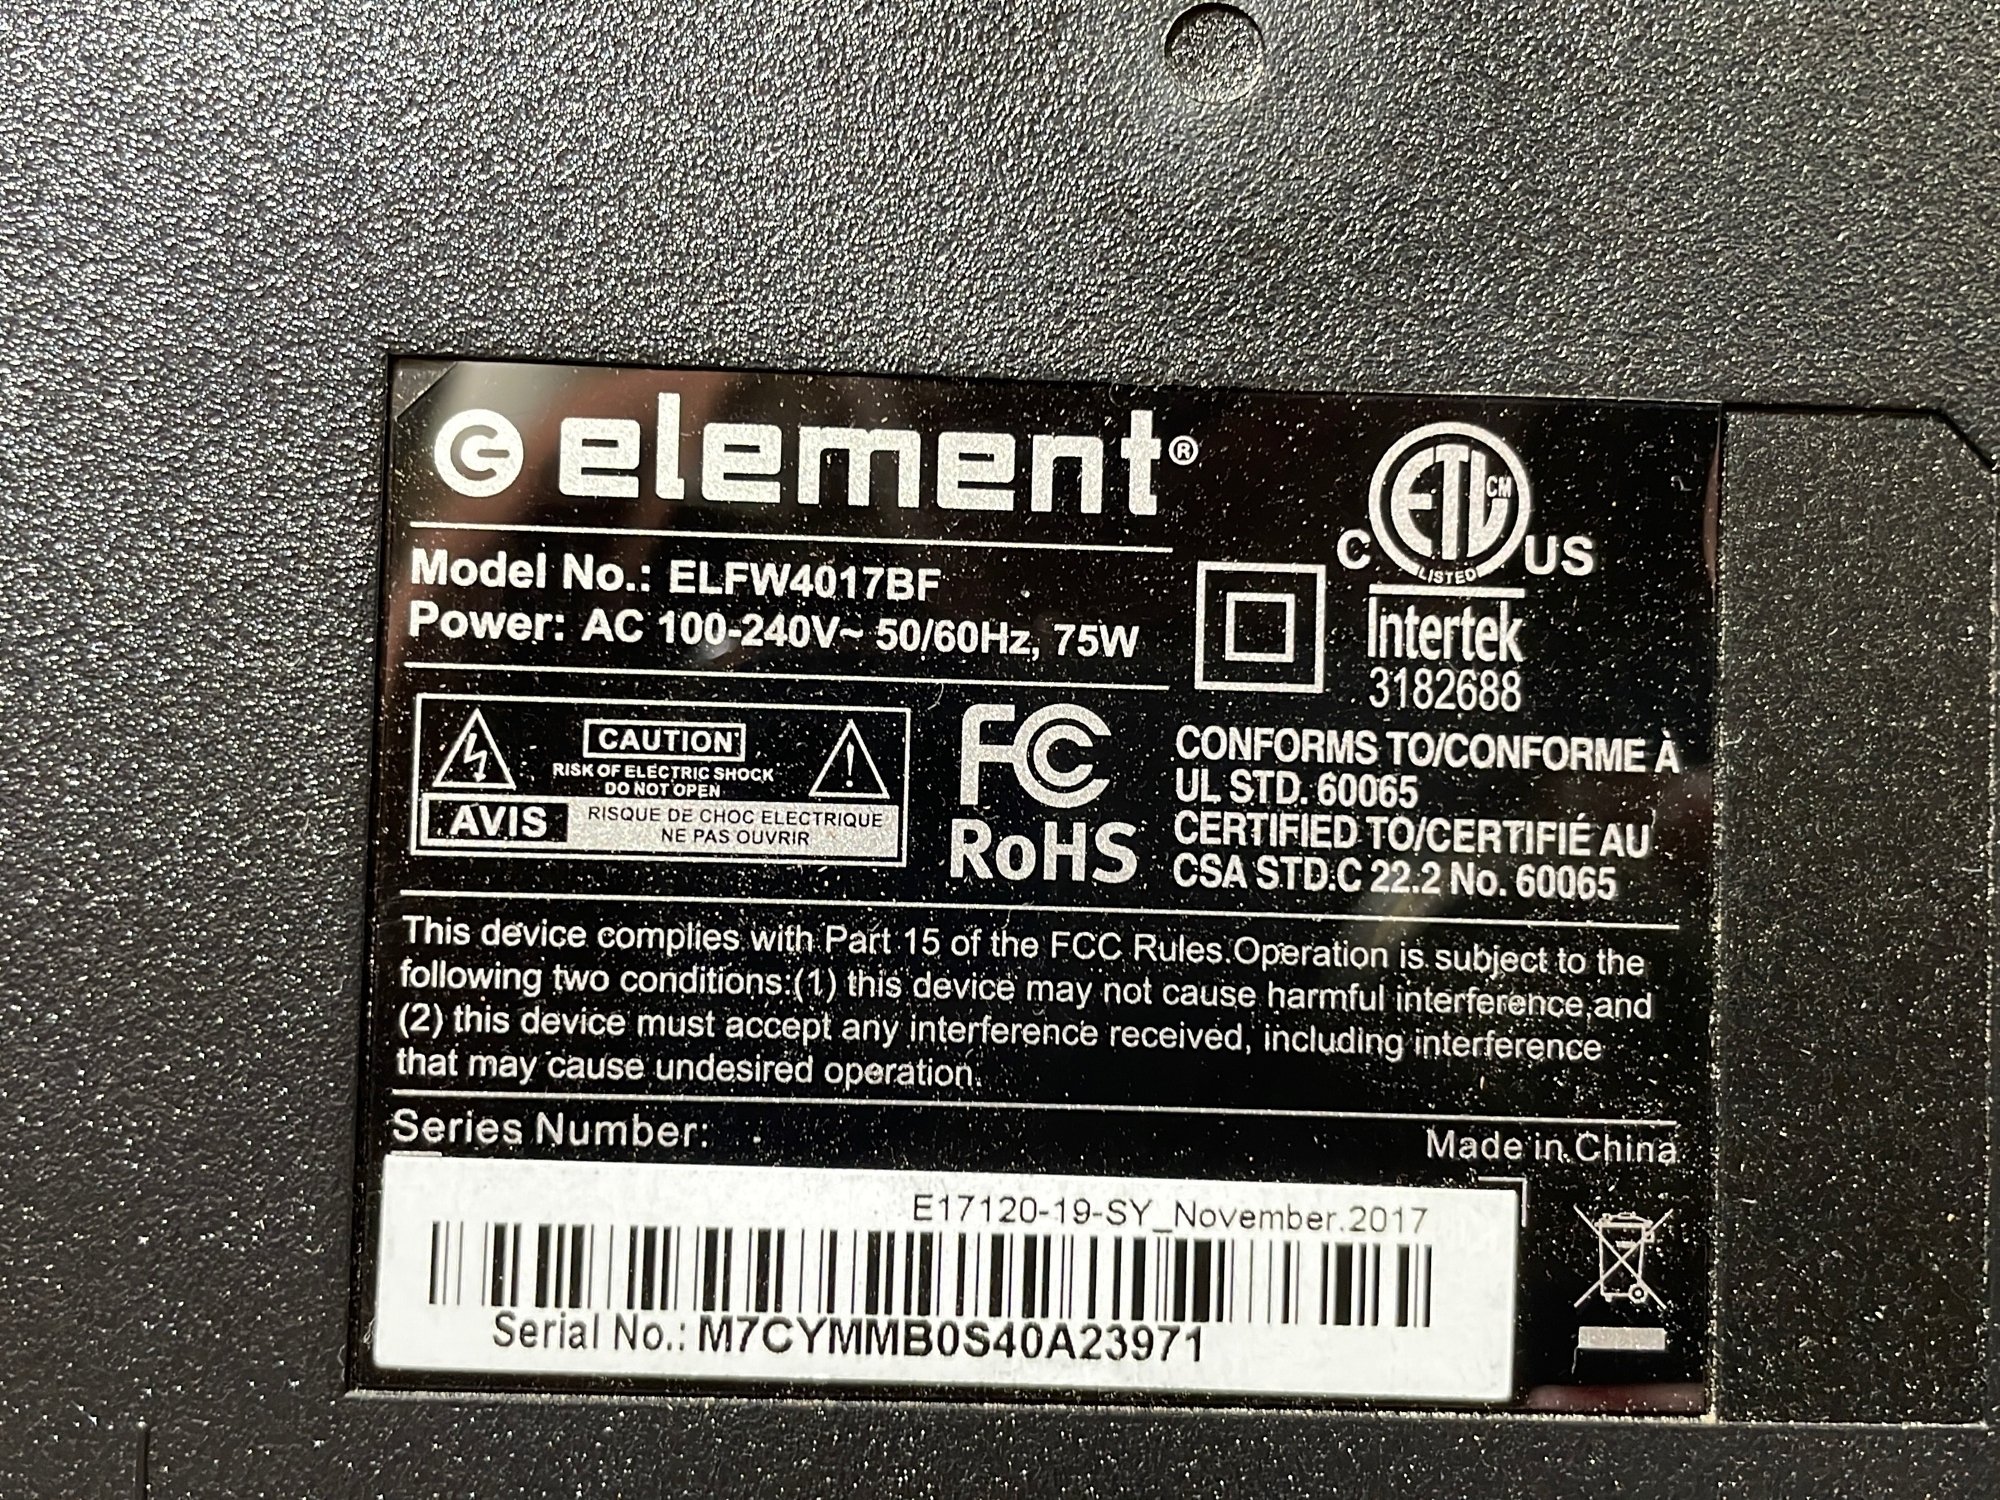 element®
Model No.: ELFW4017BF
Power: AC 100-240V~ 50/60Hz, 75W
C ETL CM US
LISTED
Intertek
3182688
CAUTION
RISK OF ELECTRIC SHOCK
DO NOT OPEN
AVIS
RISQUE DE CHOC ELECTRIQUE
NE PAS OUVRIR
FC
RoHS
CONFORMS TO/CONFORME À
UL STD. 60065
CERTIFIED TO/CERTIFIÉ AU
CSA STD.C 22.2 No. 60065
This device complies with Part 15 of the FCC Rules.Operation is subject to the
following two conditions:(1) this device may not cause harmful interference,and
(2) this device must accept any interference received, including interference
that may cause undesired operation.
Series Number:
Made in China
E17120-19-SY_November.2017
Serial No.: M7CYMMB0S40A23971